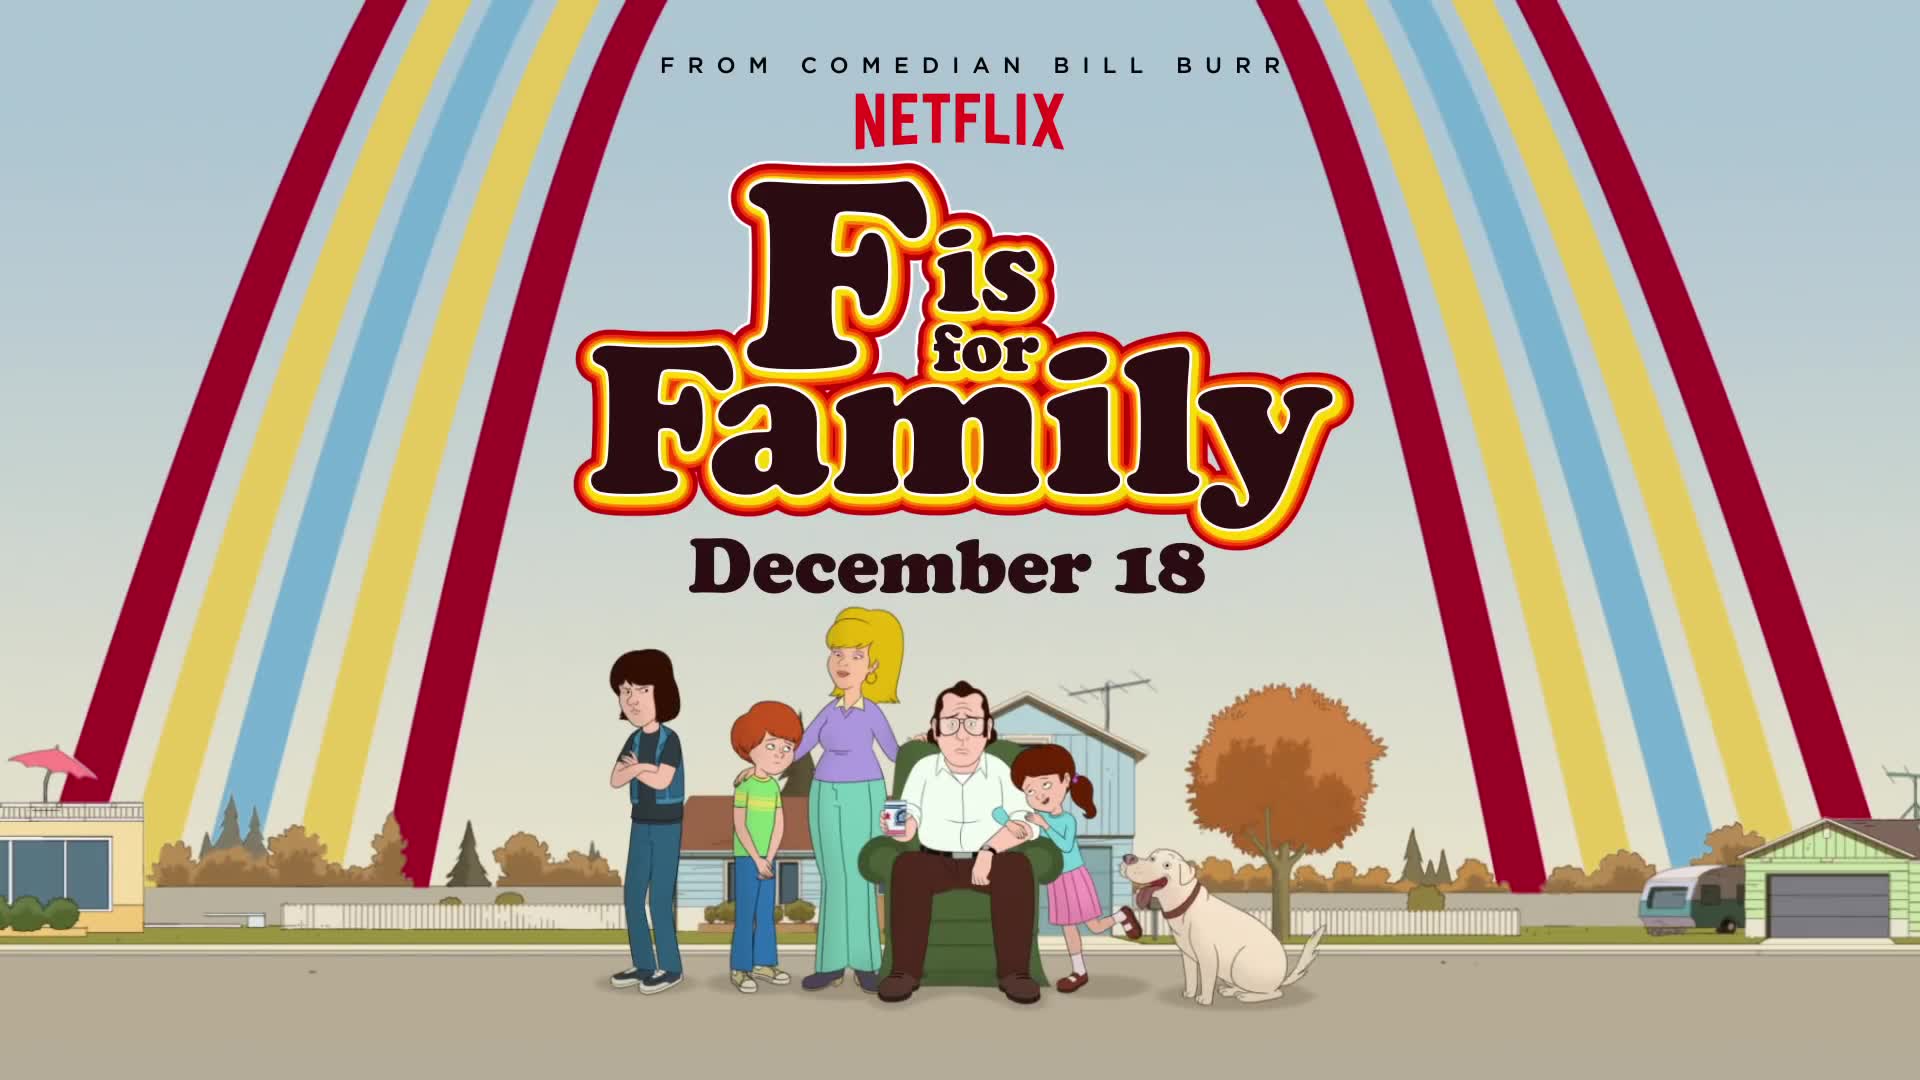 FROM COMEDIAN BILL BURR
NETFLIX
F is
for
Family
December 18